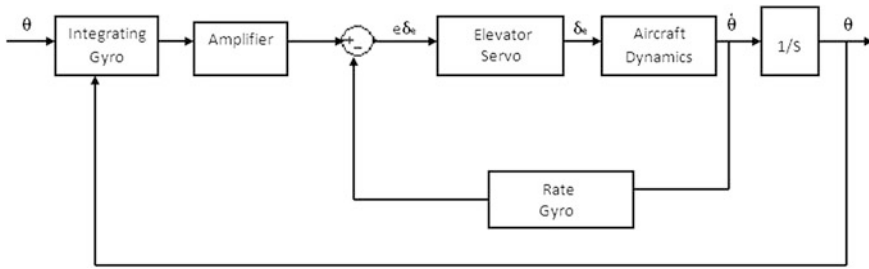 θ
Integrating
Gyro
Amplifier
+
-
eδₑ
Elevator
Servo
δₑ
Aircraft
Dynamics
θ̇
1/S
θ
Rate
Gyro